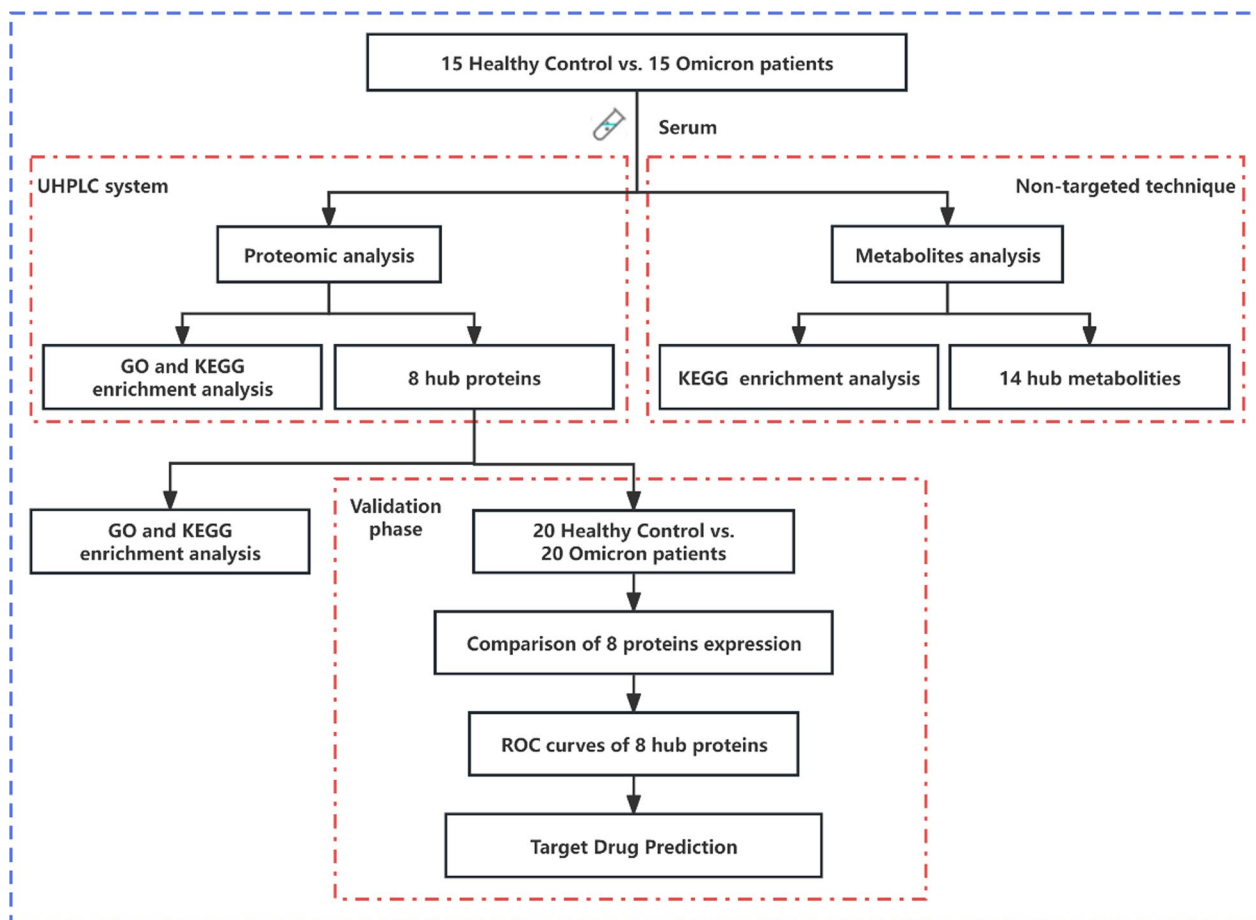 15 Healthy Control vs. 15 Omicron patients
Serum
UHPLC system
Non-targeted technique
Proteomic analysis
Metabolites analysis
GO and KEGG
enrichment analysis
8 hub proteins
KEGG enrichment analysis
14 hub metabolities
GO and KEGG
enrichment analysis
Validation
phase
20 Healthy Control vs.
20 Omicron patients
Comparison of 8 proteins expression
ROC curves of 8 hub proteins
Target Drug Prediction